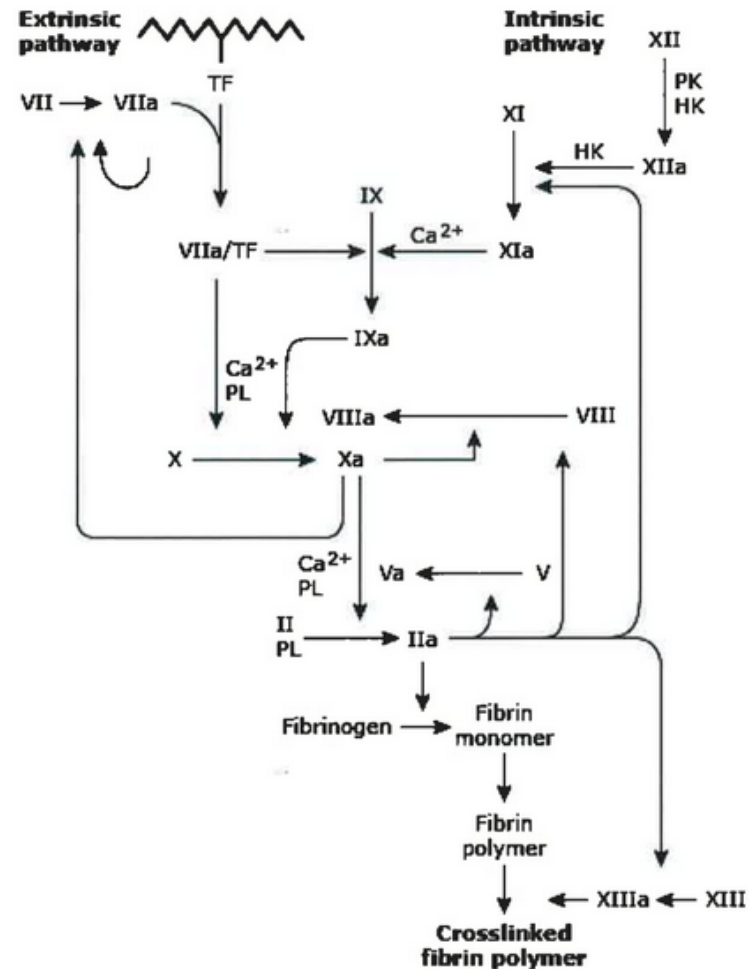 Extrinsic
pathway
Intrinsic
pathway
XII
TF
PK
HK
VII
VIIa
XI
HK
XIIa
IX
VIIa/TF
Ca2+
XIa
IXa
Ca2+
PL
VIIIa
VIII
X
Xa
Ca2+
PL
Va
V
II
PL
IIa
Fibrinogen
Fibrin
monomer
Fibrin
polymer
XIIIa
XIII
Crosslinked
fibrin polymer